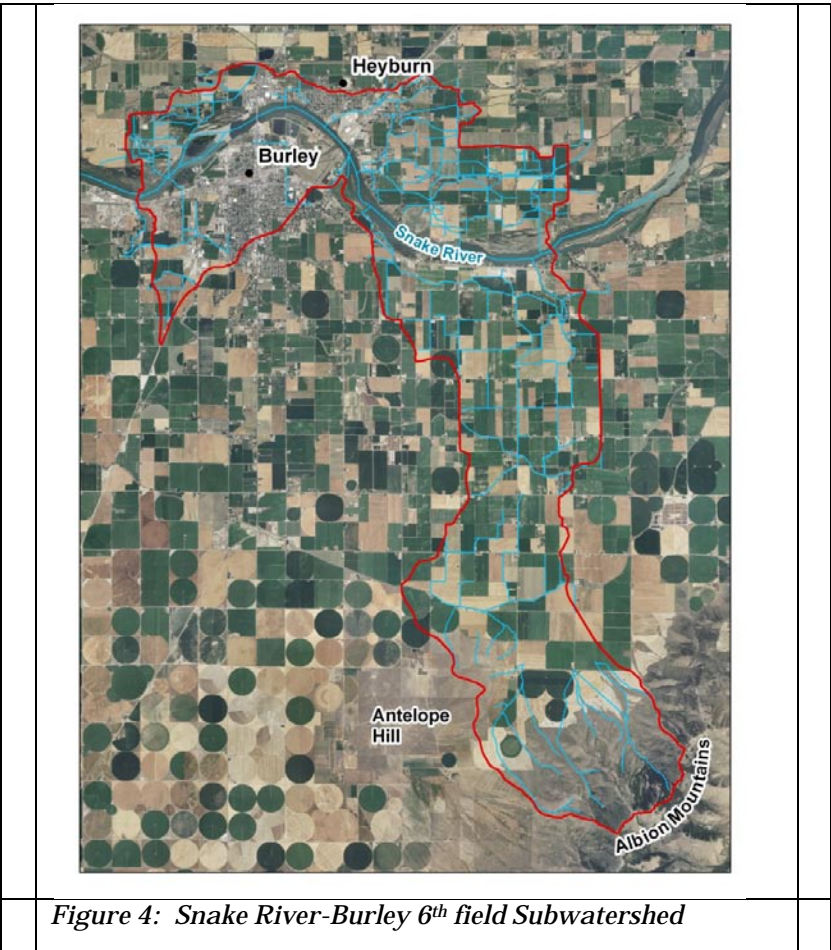 Heyburn
Burley
Snake River
Antelope
Hill
Albion Mountains
Figure 4: Snake River-Burley 6th field Subwatershed